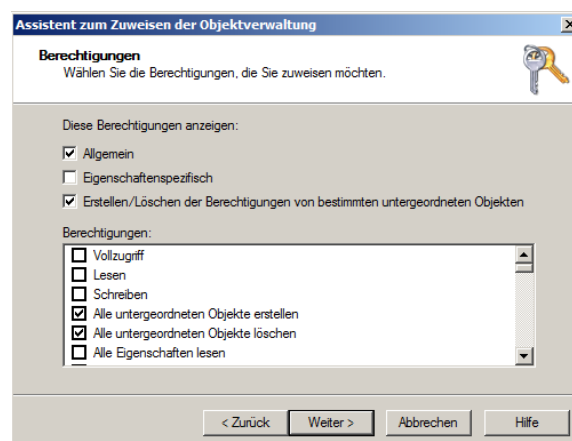 Assistent zum Zuweisen der Objektverwaltung
Berechtigungen
Wählen Sie die Berechtigungen, die Sie zuweisen möchten.
Diese Berechtigungen anzeigen:
Allgemein
Eigenschaftenspezifisch
Erstellen/Löschen der Berechtigungen von bestimmten untergeordneten Objekten
Berechtigungen:
Vollzugriff
Lesen
Schreiben
Alle untergeordneten Objekte erstellen
Alle untergeordneten Objekte löschen
Alle Eigenschaften lesen
< Zurück Weiter > Abbrechen Hilfe